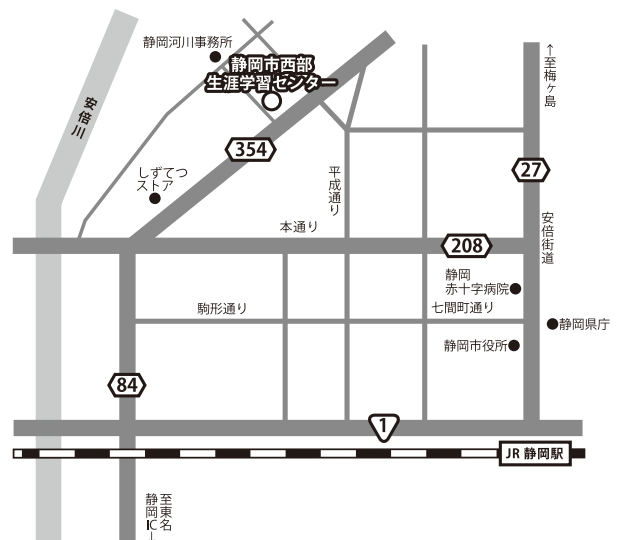 静岡河川事務所
静岡市西部
生涯学習センター
↑至梅ヶ島
安倍川
354
しずてつ
ストア
平成通り
27
本通り
208
安倍街道
静岡
赤十字病院
駒形通り
七間町通り
静岡県庁
静岡市役所
84
1
JR 静岡駅
至東名
静岡IC↓